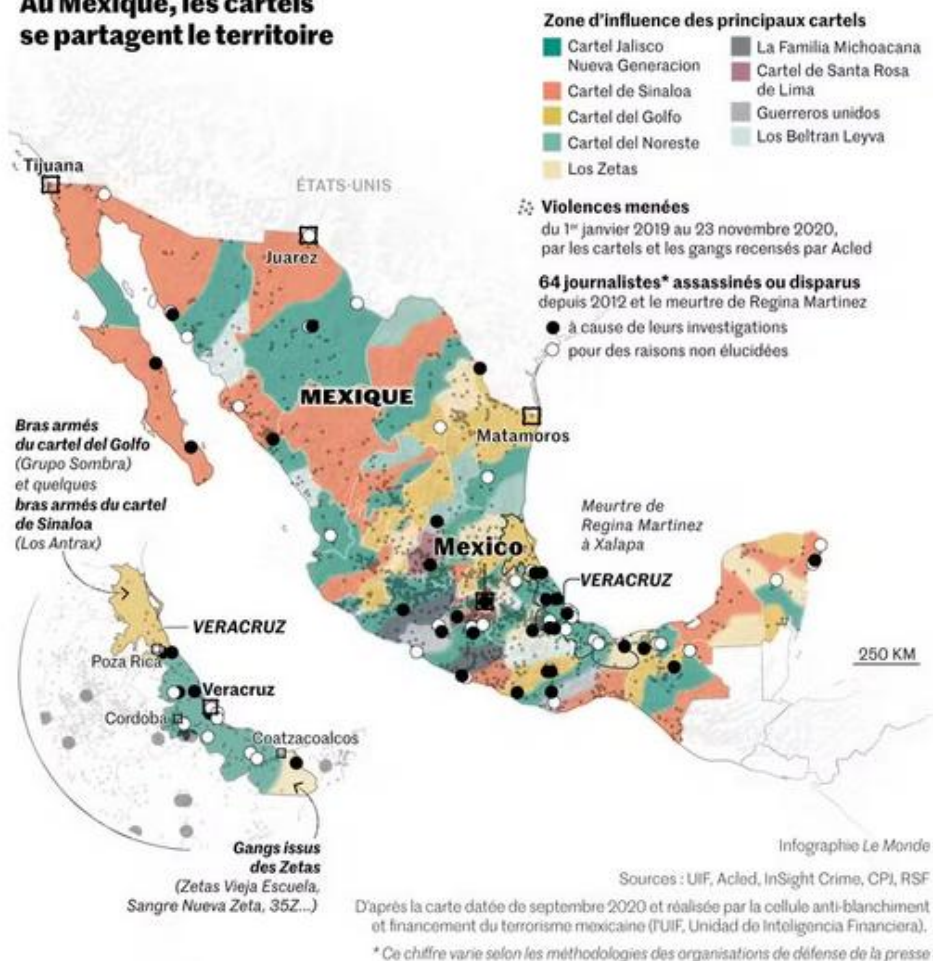 Au Mexique, les cartels
se partagent le territoire
Zone d'influence des principaux cartels
Cartel Jalisco
Nueva Generacion
Cartel de Sinaloa
Cartel del Golfo
Cartel del Noreste
Los Zetas
La Familia Michoacana
Cartel de Santa Rosa
de Lima
Guerreros unidos
Los Beltran Leyva
Violences menées
du 1er janvier 2019 au 23 novembre 2020,
par les cartels et les gangs recensés par Acled
64 journalistes* assassinés ou disparus
depuis 2012 et le meurtre de Regina Martinez
à cause de leurs investigations
pour des raisons non élucidées
Tijuana
ÉTATS-UNIS
Juarez
MEXIQUE
Matamoros
Bras armés
du cartel del Golfo
(Grupo Sombra)
et quelques
bras armés du cartel
de Sinaloa
(Los Antrax)
Meurtre de
Regina Martinez
à Xalapa
Mexico
VERACRUZ
250 KM
VERACRUZ
Poza Rica
Veracruz
Cordoba
Coatzacoalcos
Gangs issus
des Zetas
(Zetas Vieja Escuela,
Sangre Nueva Zeta, 35Z...)
Infographie Le Monde
Sources : UIF, Acled, InSight Crime, CPJ, RSF
D'après la carte datée de septembre 2020 et réalisée par la cellule anti-blanchiment
et financement du terrorisme mexicaine (l'UIF, Unidad de Inteligencia Financiera).
* Ce chiffre varie selon les méthodologies des organisations de défense de la presse